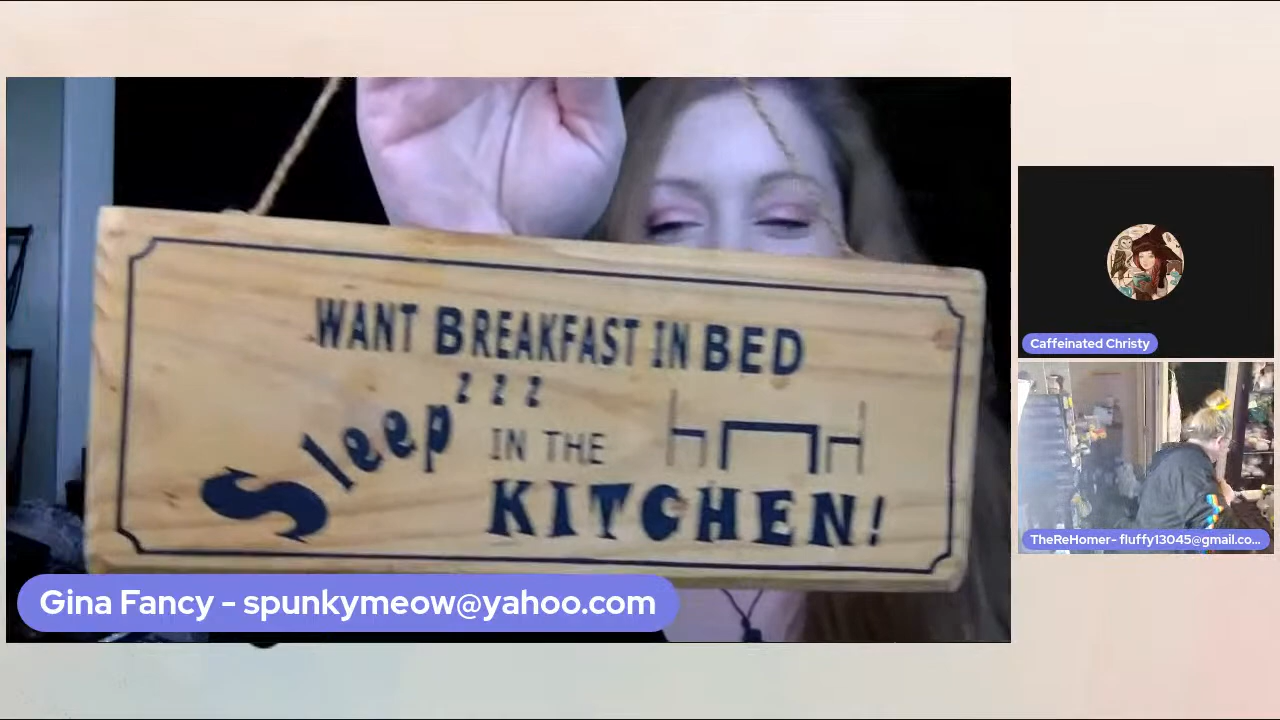 WANT BREAKFAST IN BED
z z z
Sleep
IN THE
KITCHEN!
Gina Fancy - spunkymeow@yahoo.com
Caffeinated Christy
TheReHomer- fluffy13045@gmail.co...